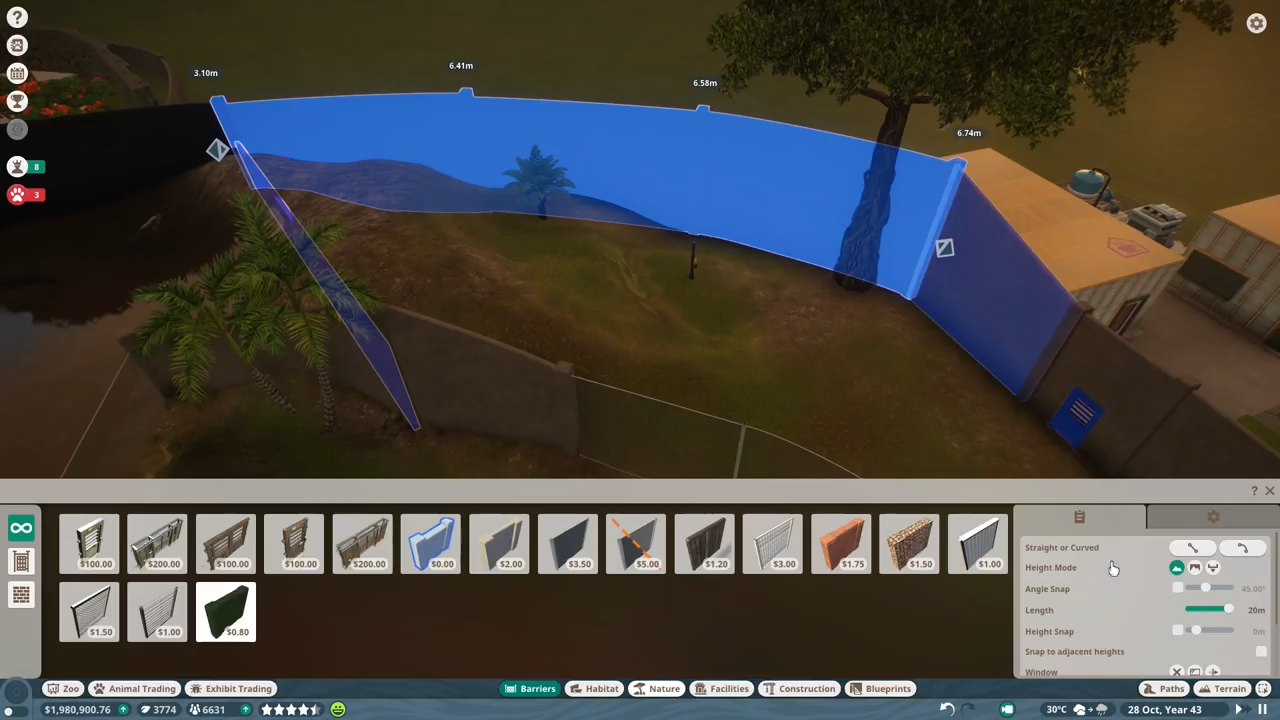 ?
3.10m
6.41m
6.58m
6.74m
8
3
? ×
$100.00
$200.00
$100.00
$100.00
$200.00
$0.00
$2.00
$3.50
$5.00
$1.20
$3.00
$1.75
$1.50
$1.00
$1.50
$1.00
$0.80
Straight or Curved
Height Mode
Angle Snap 45.00°
Length 20m
Height Snap 0m
Snap to adjacent heights
Window
Zoo Animal Trading Exhibit Trading Barriers Habitat Nature Facilities Construction Blueprints Paths Terrain
$1,980,900.76 3774 6631 30°C 28 Oct, Year 43